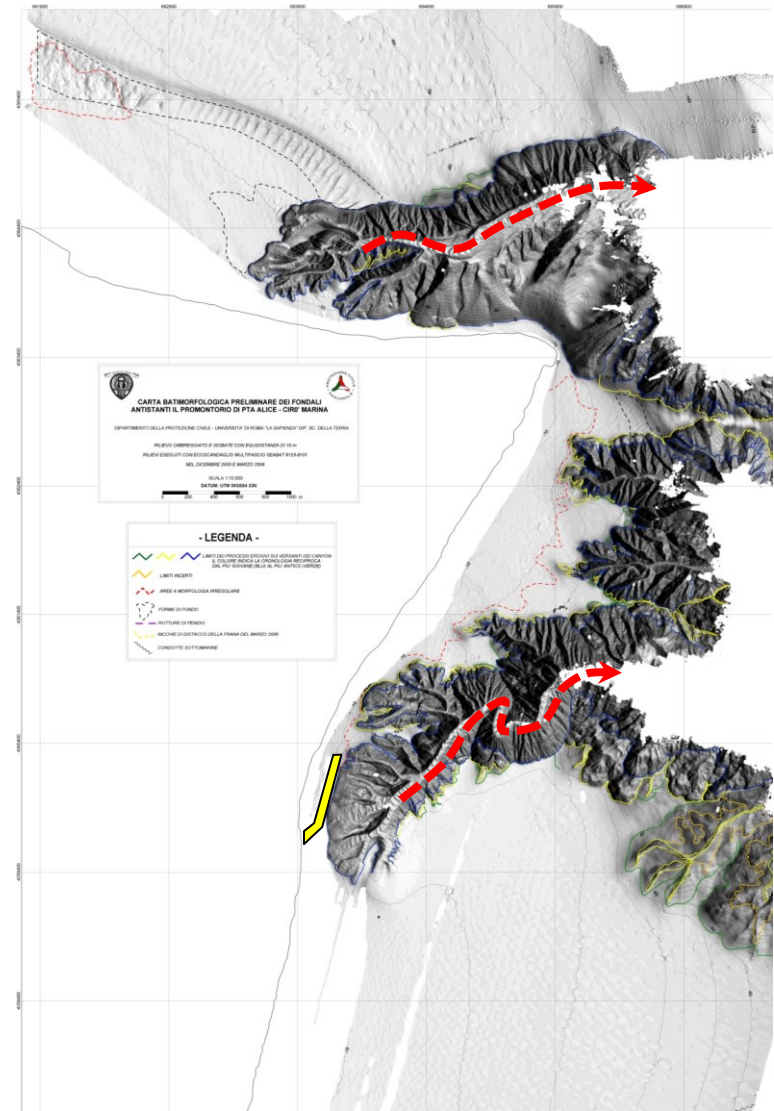 CARTA BATIMORFOLOGICA PRELIMINARE DEI FONDALI
ANTISTANTI IL PROMONTORIO DI PTA ALICE - CIRO' MARINA
DIPARTIMENTO DELLA PROTEZIONE CIVILE - UNIVERSITA' DI ROMA "LA SAPIENZA" DIP. SC. DELLA TERRA
RILIEVO OMBREGGIATO E ISOBATE CON EQUIDISTANZA DI 10 m
RILIEVI ESEGUITI CON ECOSCANDAGLIO MULTIFASCIO SEABAT 8125-8101
NEL DICEMBRE 2005 E MARZO 2006
SCALA 1:10.000
DATUM: UTM WGS84 33N
0 200 400 600 800 1000 m
- LEGENDA -
LIMITI DEI PROCESSI EROSIVI SUI VERSANTI DEI CANYON
IL COLORE INDICA LA CRONOLOGIA RECIPROCA
DAL PIU' GIOVANE (BLU) AL PIU' ANTICO (VERDE)
LIMITI INCERTI
AREE A MORFOLOGIA IRREGOLARE
FORME DI FONDO
ROTTURE DI PENDIO
NICCHIE DI DISTACCO DELLA FRANA DEL MARZO 2006
CONDOTTE SOTTOMARINE